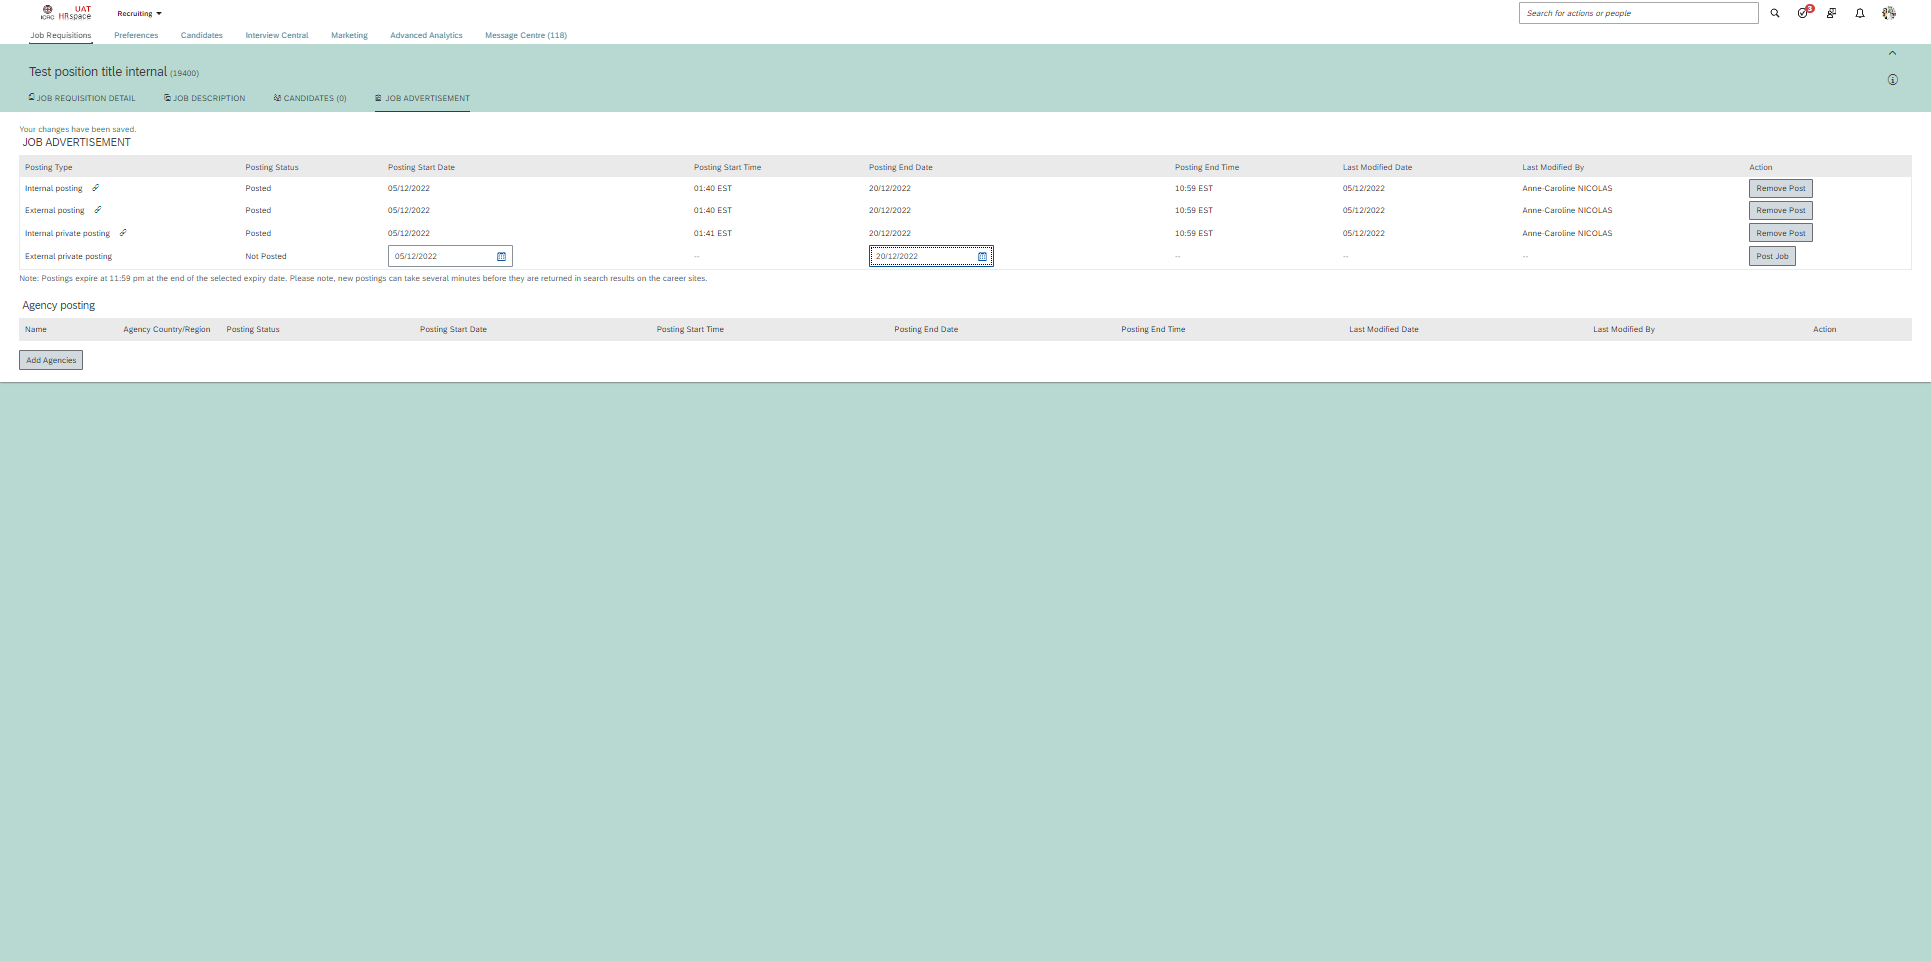 ICRC UAT HRspace Recruiting Search for actions or people 3
Job Requisitions Preferences Candidates Interview Central Marketing Advanced Analytics Message Centre (118)
Test position title internal (19400)
JOB REQUISITION DETAIL JOB DESCRIPTION CANDIDATES (0) JOB ADVERTISEMENT
Your changes have been saved.
JOB ADVERTISEMENT
Posting Type Posting Status Posting Start Date Posting Start Time Posting End Date Posting End Time Last Modified Date Last Modified By Action
Internal posting Posted 05/12/2022 01:40 EST 20/12/2022 10:59 EST 05/12/2022 Anne-Caroline NICOLAS Remove Post
External posting Posted 05/12/2022 01:40 EST 20/12/2022 10:59 EST 05/12/2022 Anne-Caroline NICOLAS Remove Post
Internal private posting Posted 05/12/2022 01:41 EST 20/12/2022 10:59 EST 05/12/2022 Anne-Caroline NICOLAS Remove Post
External private posting Not Posted 05/12/2022 -- 20/12/2022 -- -- -- Post Job
Note: Postings expire at 11:59 pm at the end of the selected expiry date. Please note, new postings can take several minutes before they are returned in search results on the career sites.
Agency posting
Name Agency Country/Region Posting Status Posting Start Date Posting Start Time Posting End Date Posting End Time Last Modified Date Last Modified By Action
Add Agencies